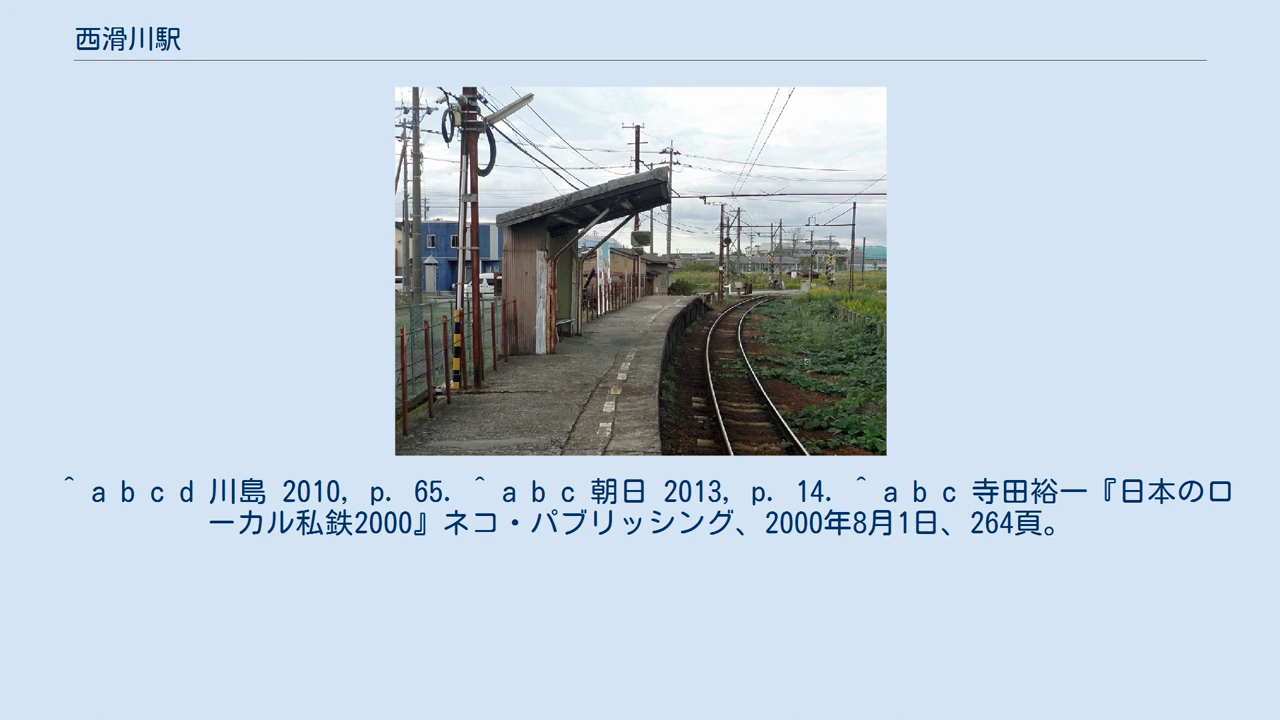 西滑川駅
^ a b c d 川島 2010, p. 65. ^ a b c 朝日 2013, p. 14. ^ a b c 寺田裕一『日本のロ
ーカル私鉄2000』ネコ・パブリッシング、2000年8月1日、264頁。